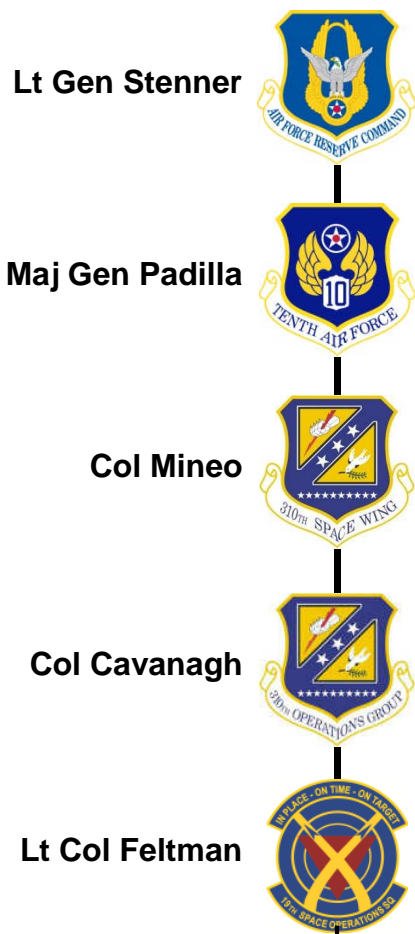 Lt Gen Stenner
AIR FORCE RESERVE COMMAND
Maj Gen Padilla
10
TENTH AIR FORCE
Col Mineo
310TH SPACE WING
Col Cavanagh
310TH OPERATIONS GROUP
IN PLACE - ON TIME - ON TARGET
Lt Col Feltman
19TH SPACE OPERATIONS SQ